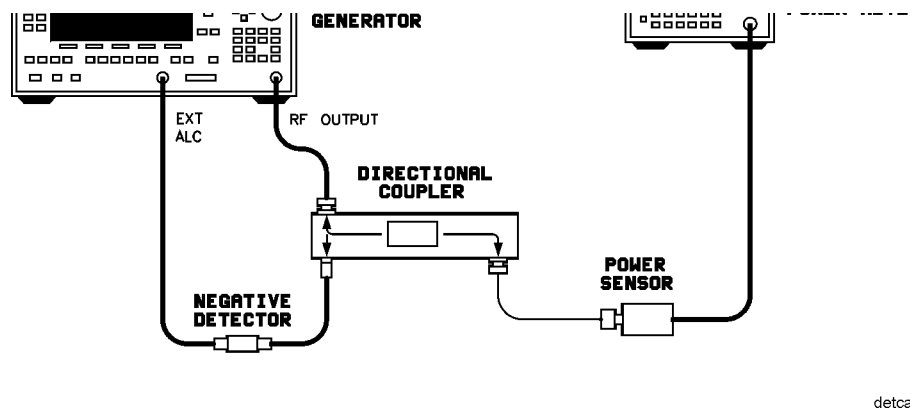 GENERATOR
EXT
ALC
RF OUTPUT
DIRECTIONAL
COUPLER
POWER
SENSOR
NEGATIVE
DETECTOR
detca